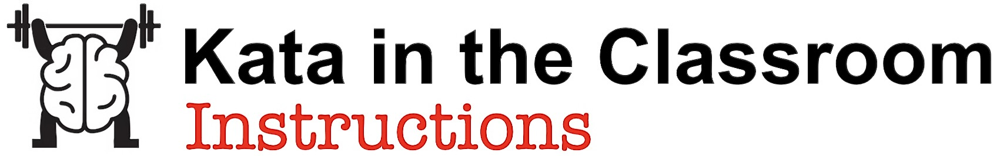 Kata in the Classroom
Instructions